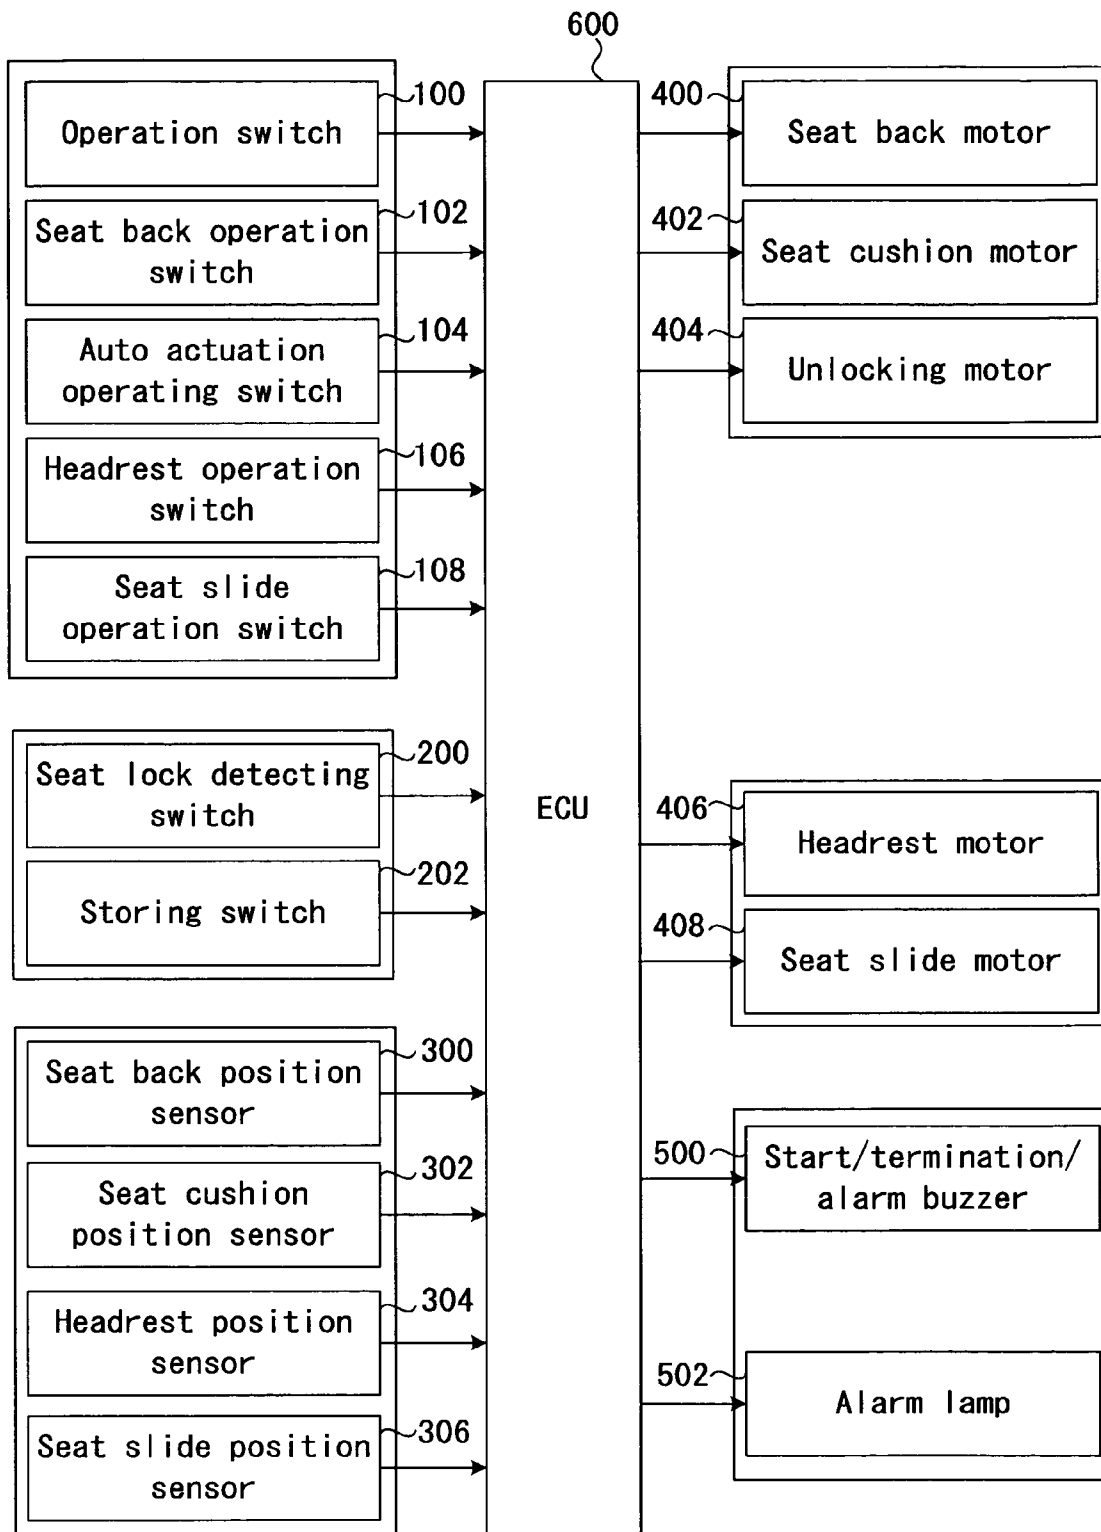 600
100
Operation switch
102
Seat back operation
switch
104
Auto actuation
operating switch
106
Headrest operation
switch
108
Seat slide
operation switch
200
Seat lock detecting
switch
202
Storing switch
300
Seat back position
sensor
302
Seat cushion
position sensor
304
Headrest position
sensor
306
Seat slide position
sensor
ECU
400
Seat back motor
402
Seat cushion motor
404
Unlocking motor
406
Headrest motor
408
Seat slide motor
500
Start/termination/
alarm buzzer
502
Alarm lamp